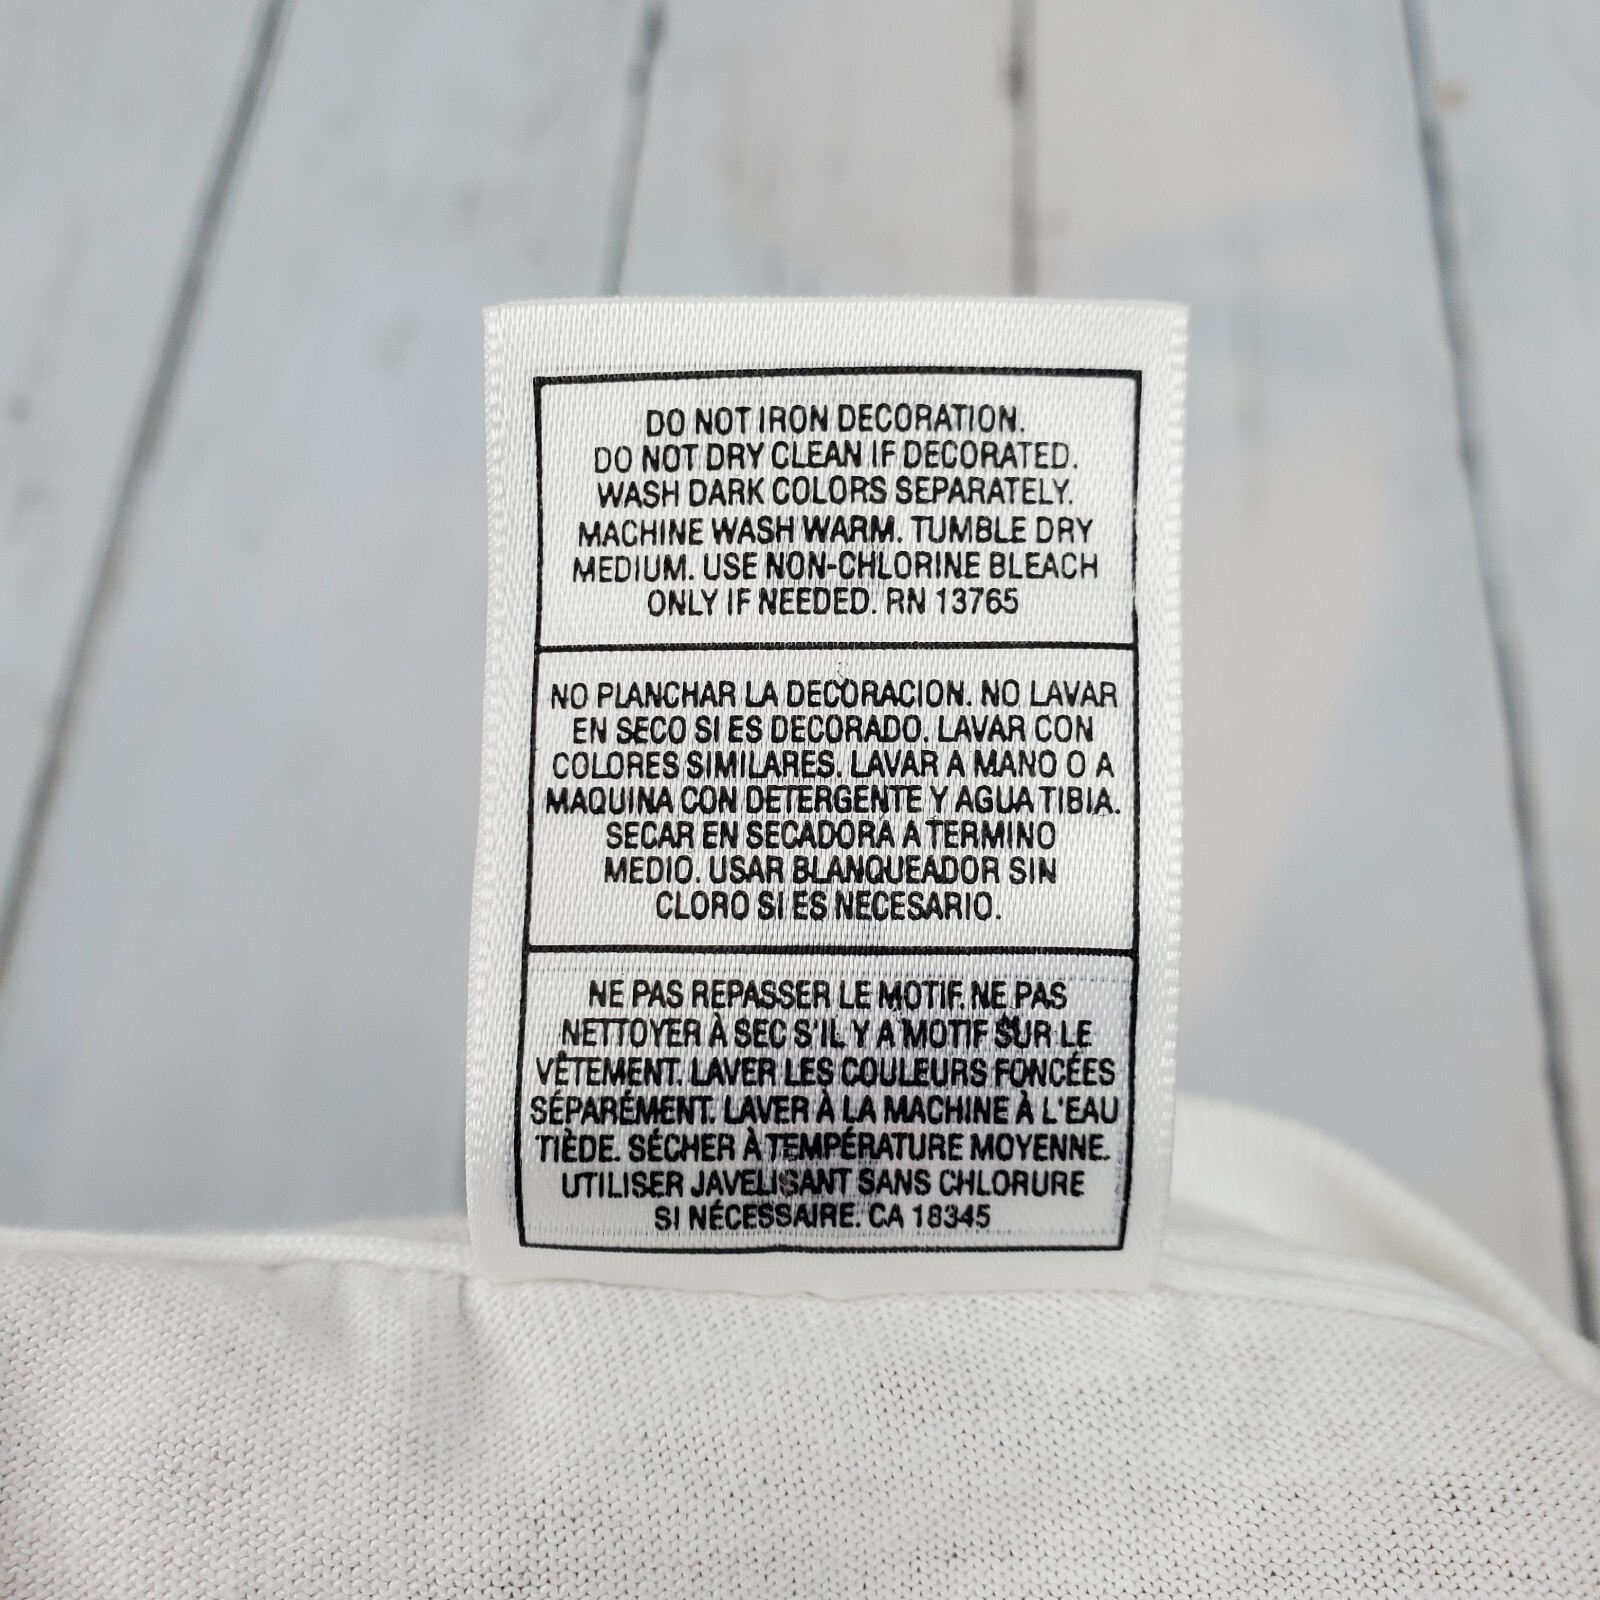 DO NOT IRON DECORATION.
DO NOT DRY CLEAN IF DECORATED.
WASH DARK COLORS SEPARATELY.
MACHINE WASH WARM. TUMBLE DRY
MEDIUM. USE NON-CHLORINE BLEACH
ONLY IF NEEDED. RN 13765
NO PLANCHAR LA DECORACION. NO LAVAR
EN SECO SI ES DECORADO. LAVAR CON
COLORES SIMILARES. LAVAR A MANO O A
MAQUINA CON DETERGENTE Y AGUA TIBIA.
SECAR EN SECADORA A TERMINO
MEDIO. USAR BLANQUEADOR SIN
CLORO SI ES NECESARIO.
NE PAS REPASSER LE MOTIF. NE PAS
NETTOYER À SEC S'IL Y A MOTIF SUR LE
VÊTEMENT. LAVER LES COULEURS FONCÉES
SÉPARÉMENT. LAVER À LA MACHINE À L'EAU
TIÈDE. SÉCHER À TEMPÉRATURE MOYENNE.
UTILISER JAVELISANT SANS CHLORURE
SI NÉCESSAIRE. CA 18345